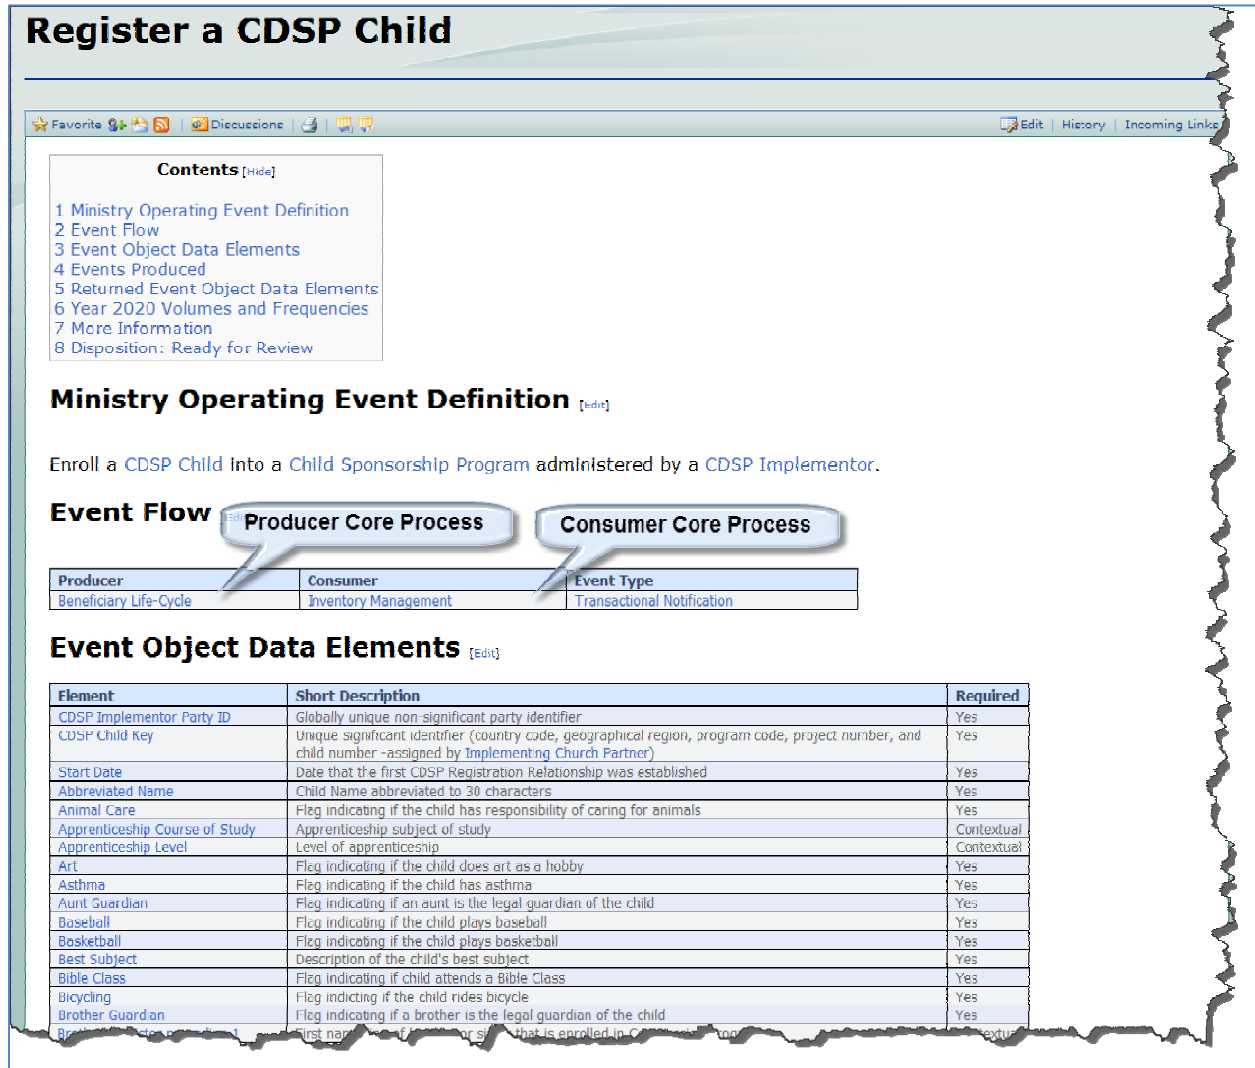 Register a CDSP Child
Favorite | Discussions | | Edit | History | Incoming Links
Contents [Hide]
1 Ministry Operating Event Definition
2 Event Flow
3 Event Object Data Elements
4 Events Produced
5 Returned Event Object Data Elements
6 Year 2020 Volumes and Frequencies
7 More Information
8 Disposition: Ready for Review
Ministry Operating Event Definition [Edit]
Enroll a CDSP Child into a Child Sponsorship Program administered by a CDSP Implementor.
Event Flow
Producer Core Process
Consumer Core Process
Producer Consumer Event Type
Beneficiary Life-Cycle Inventory Management Transactional Notification
Event Object Data Elements [Edit]
Element Short Description Required
CDSP Implementor Party ID Globally unique non-significant party identifier Yes
CDSP Child Key Unique significant identifier (country code, geographical region, program code, project number, and Yes
child number -assigned by Implementing Church Partner)
Start Date Date that the first CDSP Registration Relationship was established Yes
Abbreviated Name Child Name abbreviated to 30 characters Yes
Animal Care Flag indicating if the child has responsibility of caring for animals Yes
Apprenticeship Course of Study Apprenticeship subject of study Contextual
Apprenticeship Level Level of apprenticeship Contextual
Art Flag indicating if the child does art as a hobby Yes
Asthma Flag indicating if the child has asthma Yes
Aunt Guardian Flag indicating if an aunt is the legal guardian of the child Yes
Baseball Flag indicating if the child plays baseball Yes
Basketball Flag indicating if the child plays basketball Yes
Best Subject Description of the child's best subject Yes
Bible Class Flag indicating if child attends a Bible Class Yes
Bicycling Flag indicting if the child rides bicycle Yes
Brother Guardian Flag indicating if a brother is the legal guardian of the child Yes
First that is enrolled in